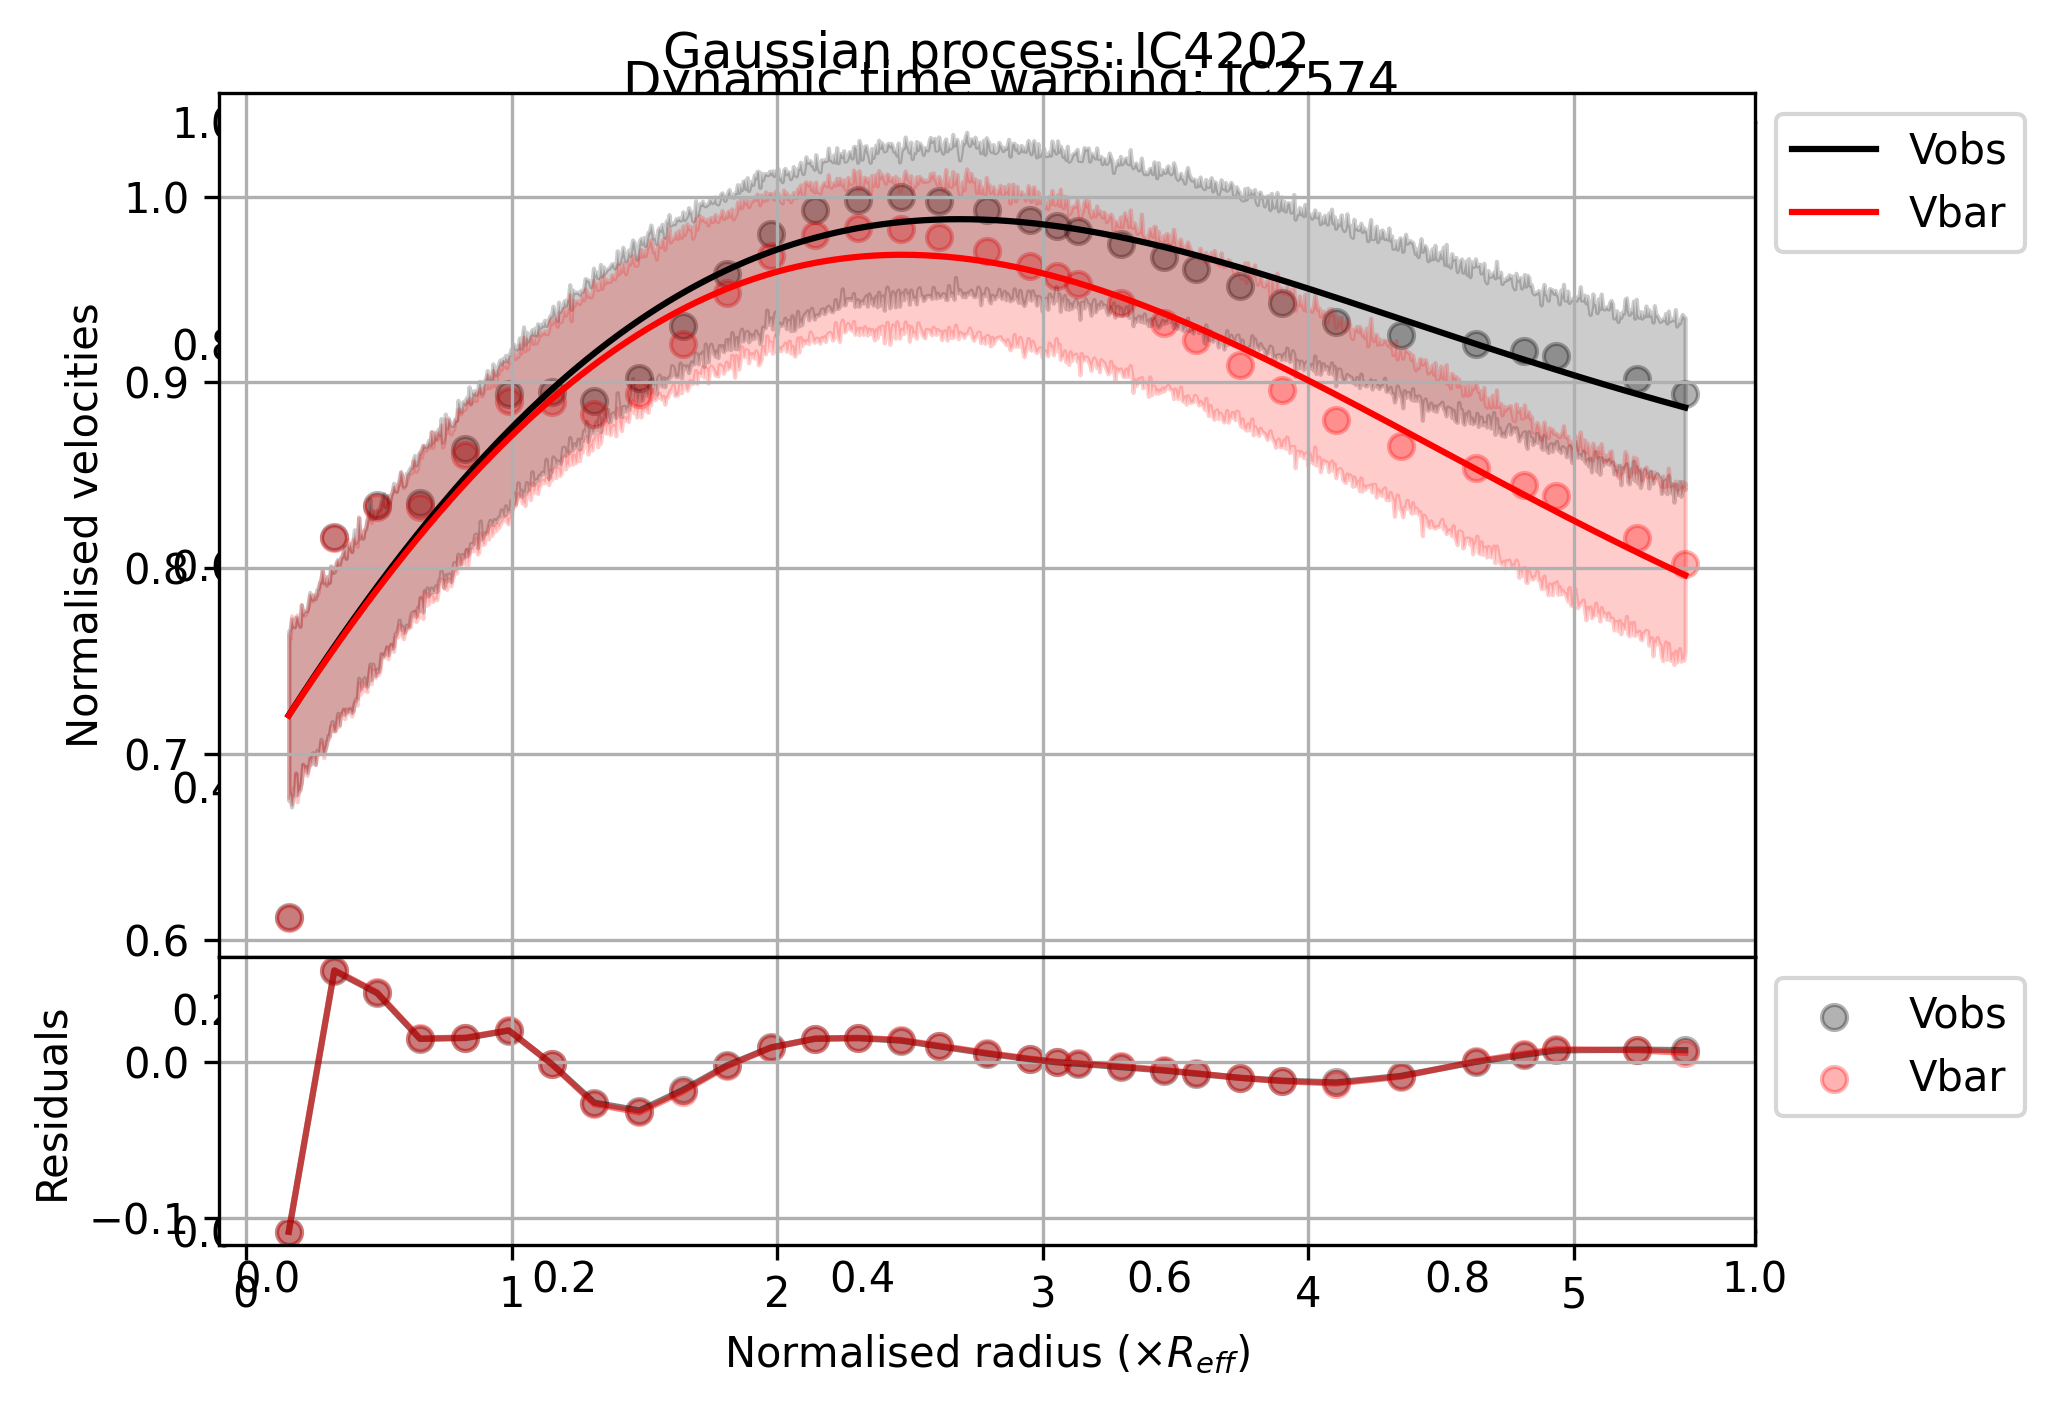 Gaussian process: IC4202
Dynamic time warping: IC2574
Normalised velocities
1.0
0.9
0.8
0.7
0.6
Vobs
Vbar
Residuals
0.0
−0.1
Vobs
Vbar
0.0 0.2 0.4 0.6 0.8 1.0
0 1 2 3 4 5
Normalised radius (×R_eff)